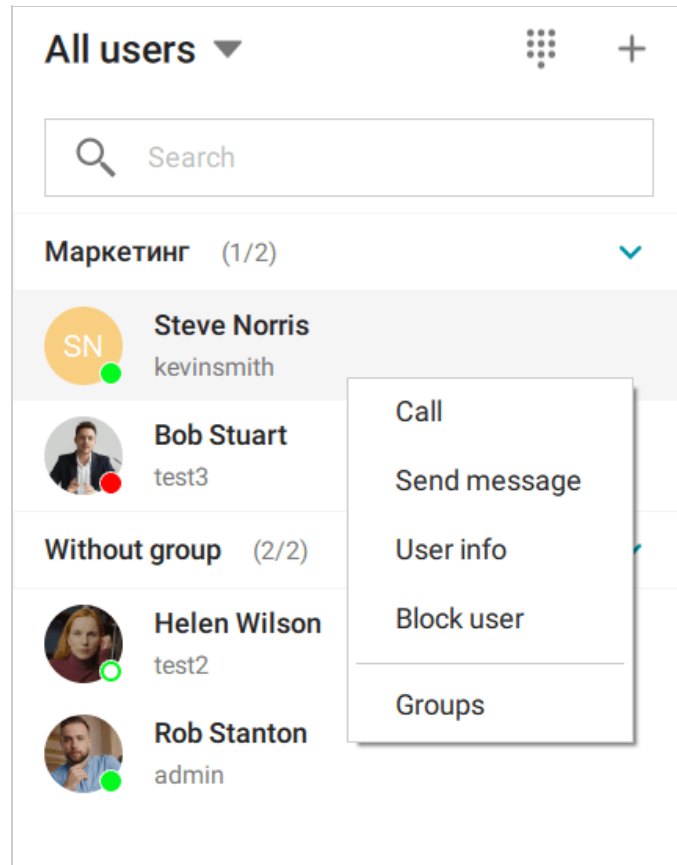 All users
Search
Маркетинг (1/2)
SN
Steve Norris
kevinsmith
Bob Stuart
test3
Without group (2/2)
Helen Wilson
test2
Rob Stanton
admin
Call
Send message
User info
Block user
Groups